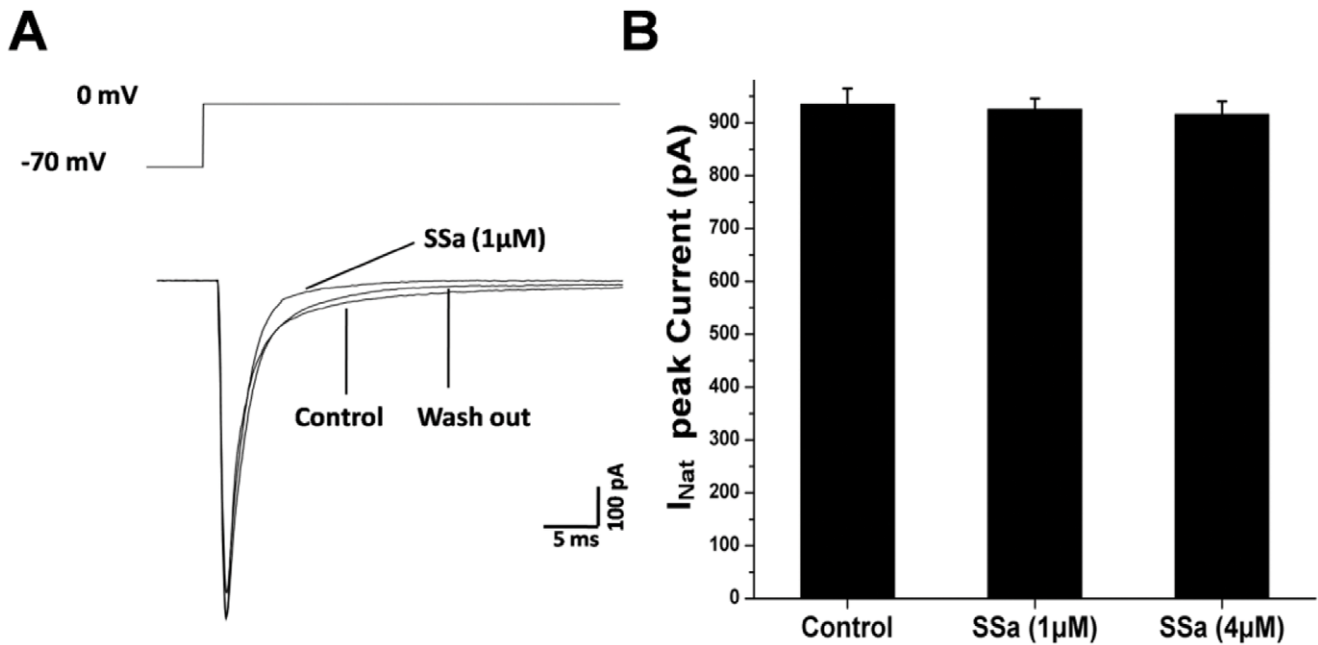 A
0 mV
-70 mV
SSa (1μM)
Control
Wash out
100 pA
5 ms
B
I_Nat peak Current (pA)
900
800
700
600
500
400
300
200
100
0
Control
SSa (1μM)
SSa (4μM)